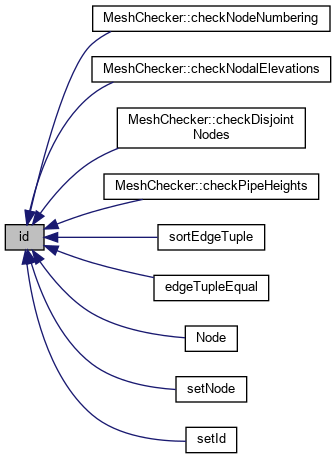 MeshChecker::checkNodeNumbering
MeshChecker::checkNodalElevations
MeshChecker::checkDisjoint
Nodes
MeshChecker::checkPipeHeights
id
sortEdgeTuple
edgeTupleEqual
Node
setNode
setId